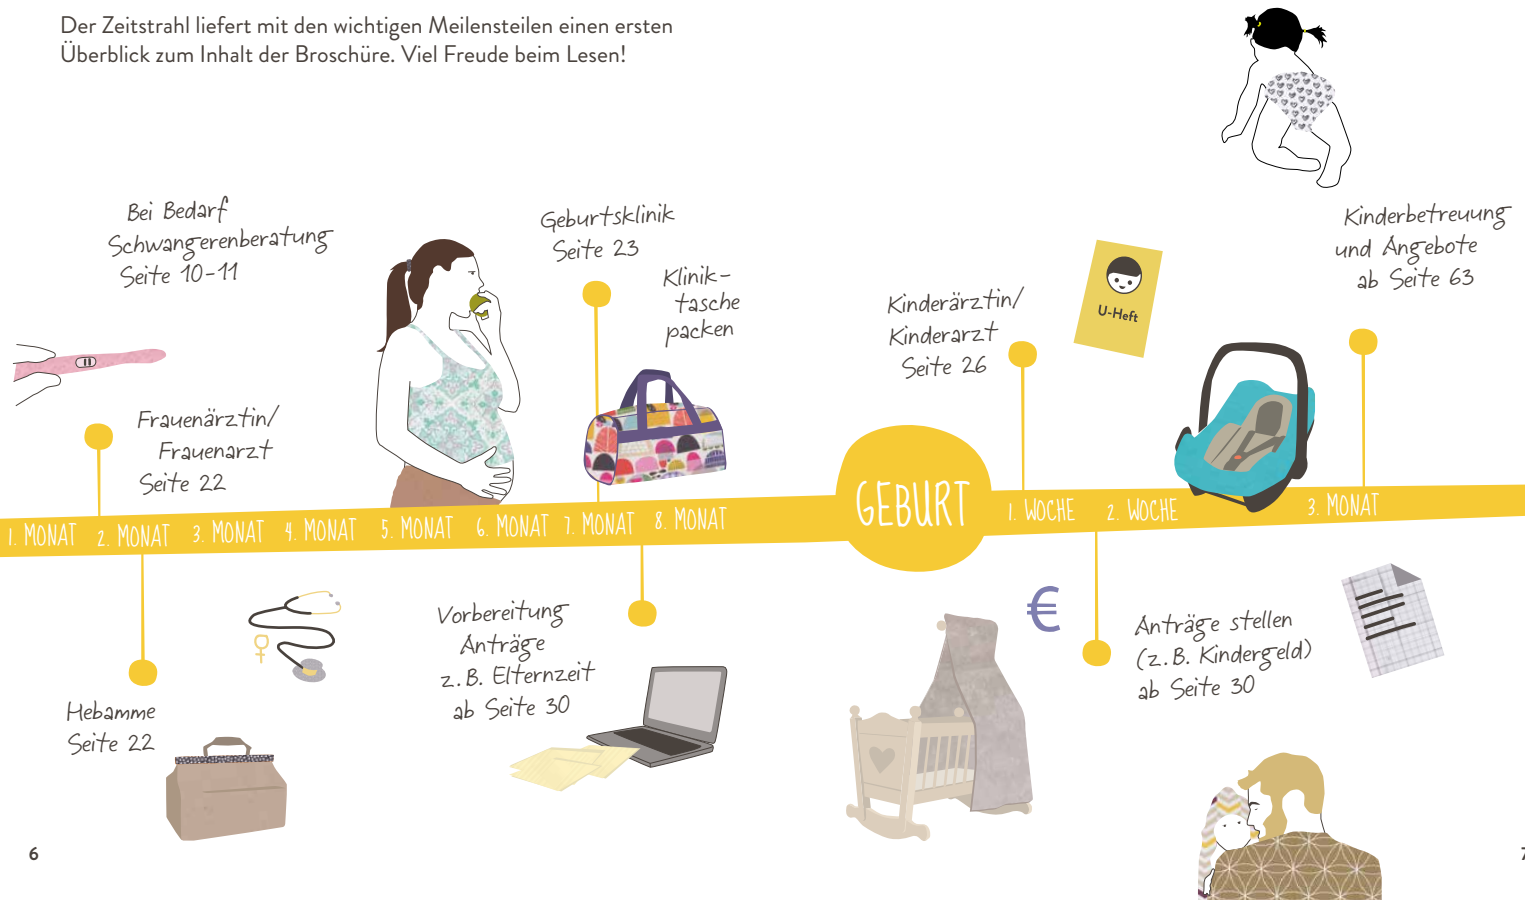 Der Zeitstrahl liefert mit den wichtigen Meilensteilen einen ersten
Überblick zum Inhalt der Broschüre. Viel Freude beim Lesen!
Bei Bedarf
Schwangerenberatung
Seite 10-11
Frauenärztin/
Frauenarzt
Seite 22
Geburtsklinik
Seite 23
Klinik-
tasche
packen
Kinderärztin/
Kinderarzt
Seite 26
U-Heft
Kinderbetreuung
und Angebote
ab Seite 63
1. MONAT
2. MONAT
3. MONAT
4. MONAT
5. MONAT
6. MONAT
7. MONAT
8. MONAT
GEBURT
1. WOCHE
2. WOCHE
3. MONAT
Hebamme
Seite 22
Vorbereitung
Anträge
z.B. Elternzeit
ab Seite 30
€
Anträge stellen
(z.B. Kindergeld)
ab Seite 30
6
7